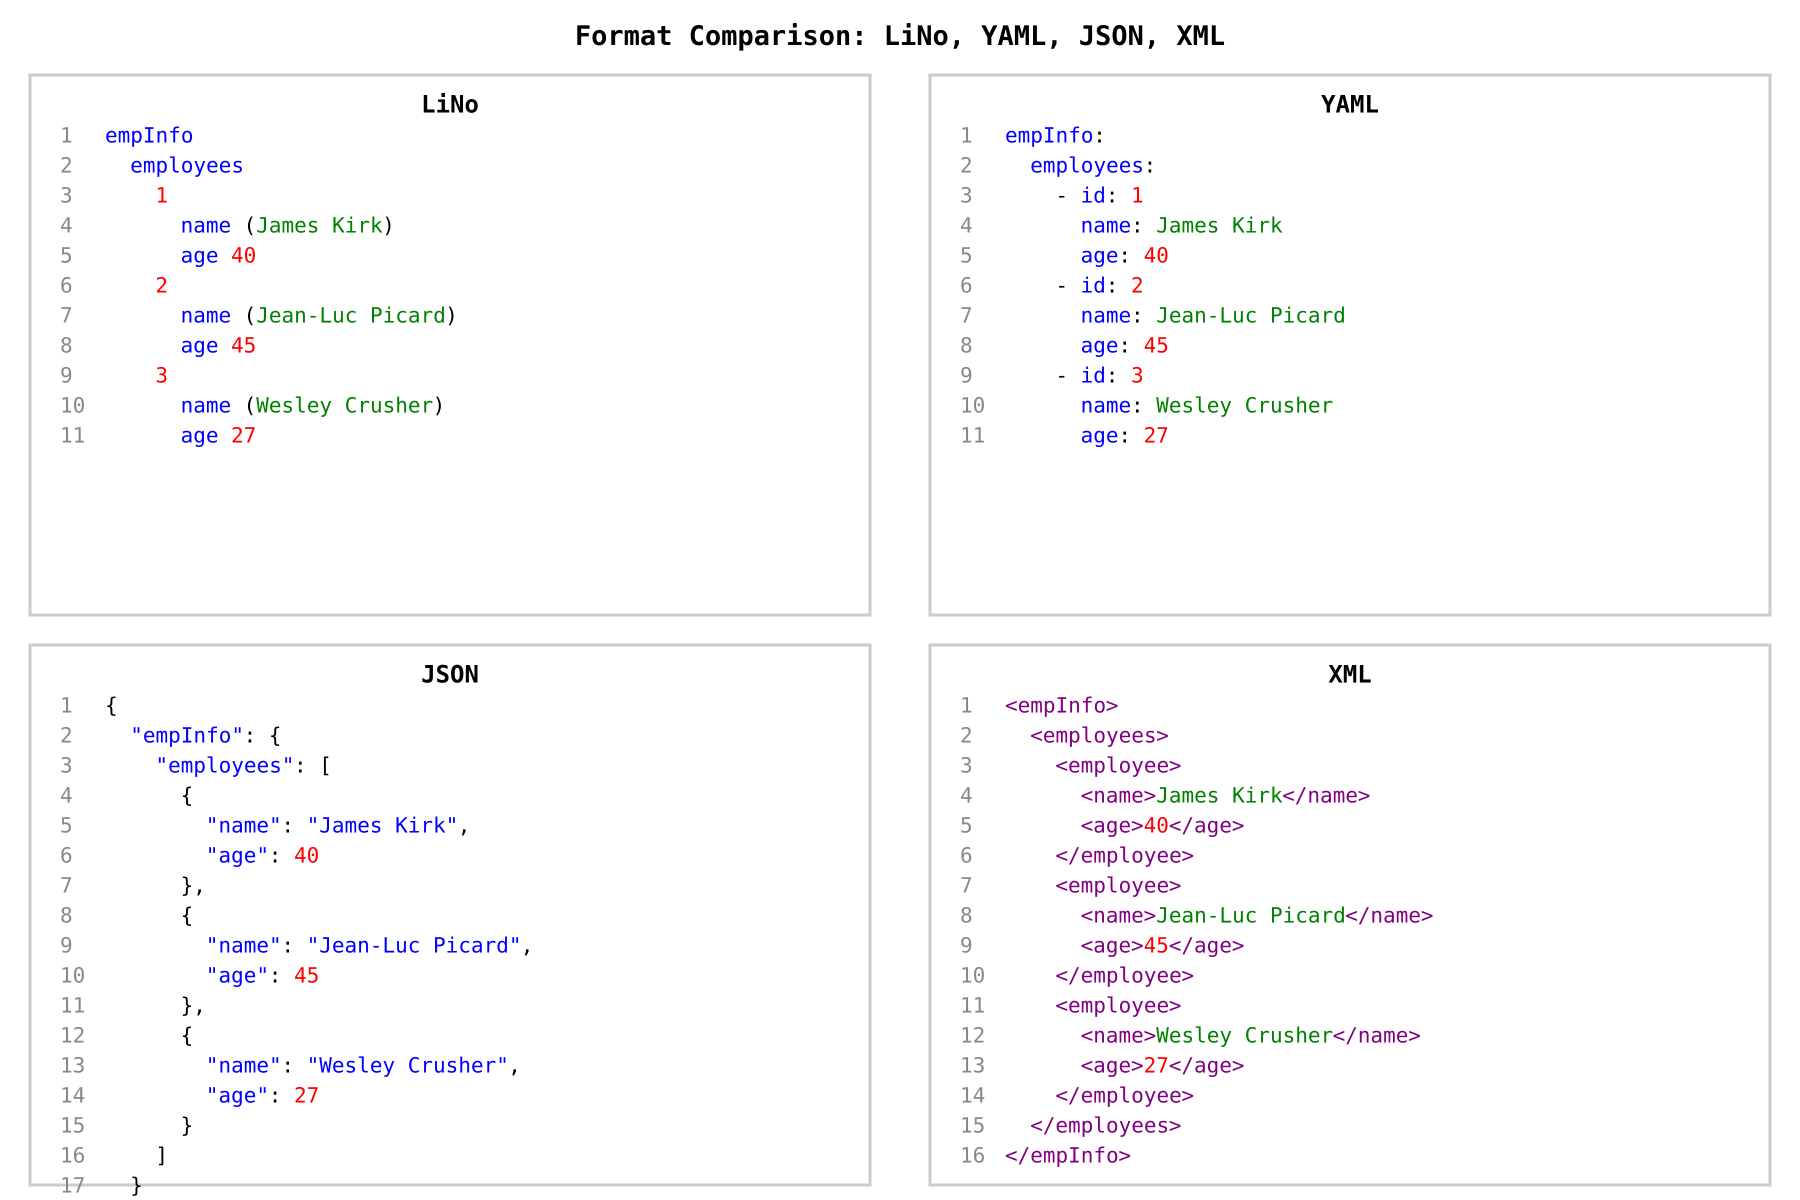 Format Comparison: LiNo, YAML, JSON, XML
LiNo
1 empInfo
2   employees
3     1
4       name (James Kirk)
5       age 40
6     2
7       name (Jean-Luc Picard)
8       age 45
9     3
10       name (Wesley Crusher)
11       age 27
YAML
1 empInfo:
2   employees:
3     - id: 1
4       name: James Kirk
5       age: 40
6     - id: 2
7       name: Jean-Luc Picard
8       age: 45
9     - id: 3
10       name: Wesley Crusher
11       age: 27
JSON
1 {
2   "empInfo": {
3     "employees": [
4       {
5         "name": "James Kirk",
6         "age": 40
7       },
8       {
9         "name": "Jean-Luc Picard",
10         "age": 45
11       },
12       {
13         "name": "Wesley Crusher",
14         "age": 27
15       }
16     ]
17   }
XML
1 <empInfo>
2   <employees>
3     <employee>
4       <name>James Kirk</name>
5       <age>40</age>
6     </employee>
7     <employee>
8       <name>Jean-Luc Picard</name>
9       <age>45</age>
10     </employee>
11     <employee>
12       <name>Wesley Crusher</name>
13       <age>27</age>
14     </employee>
15   </employees>
16 </empInfo>